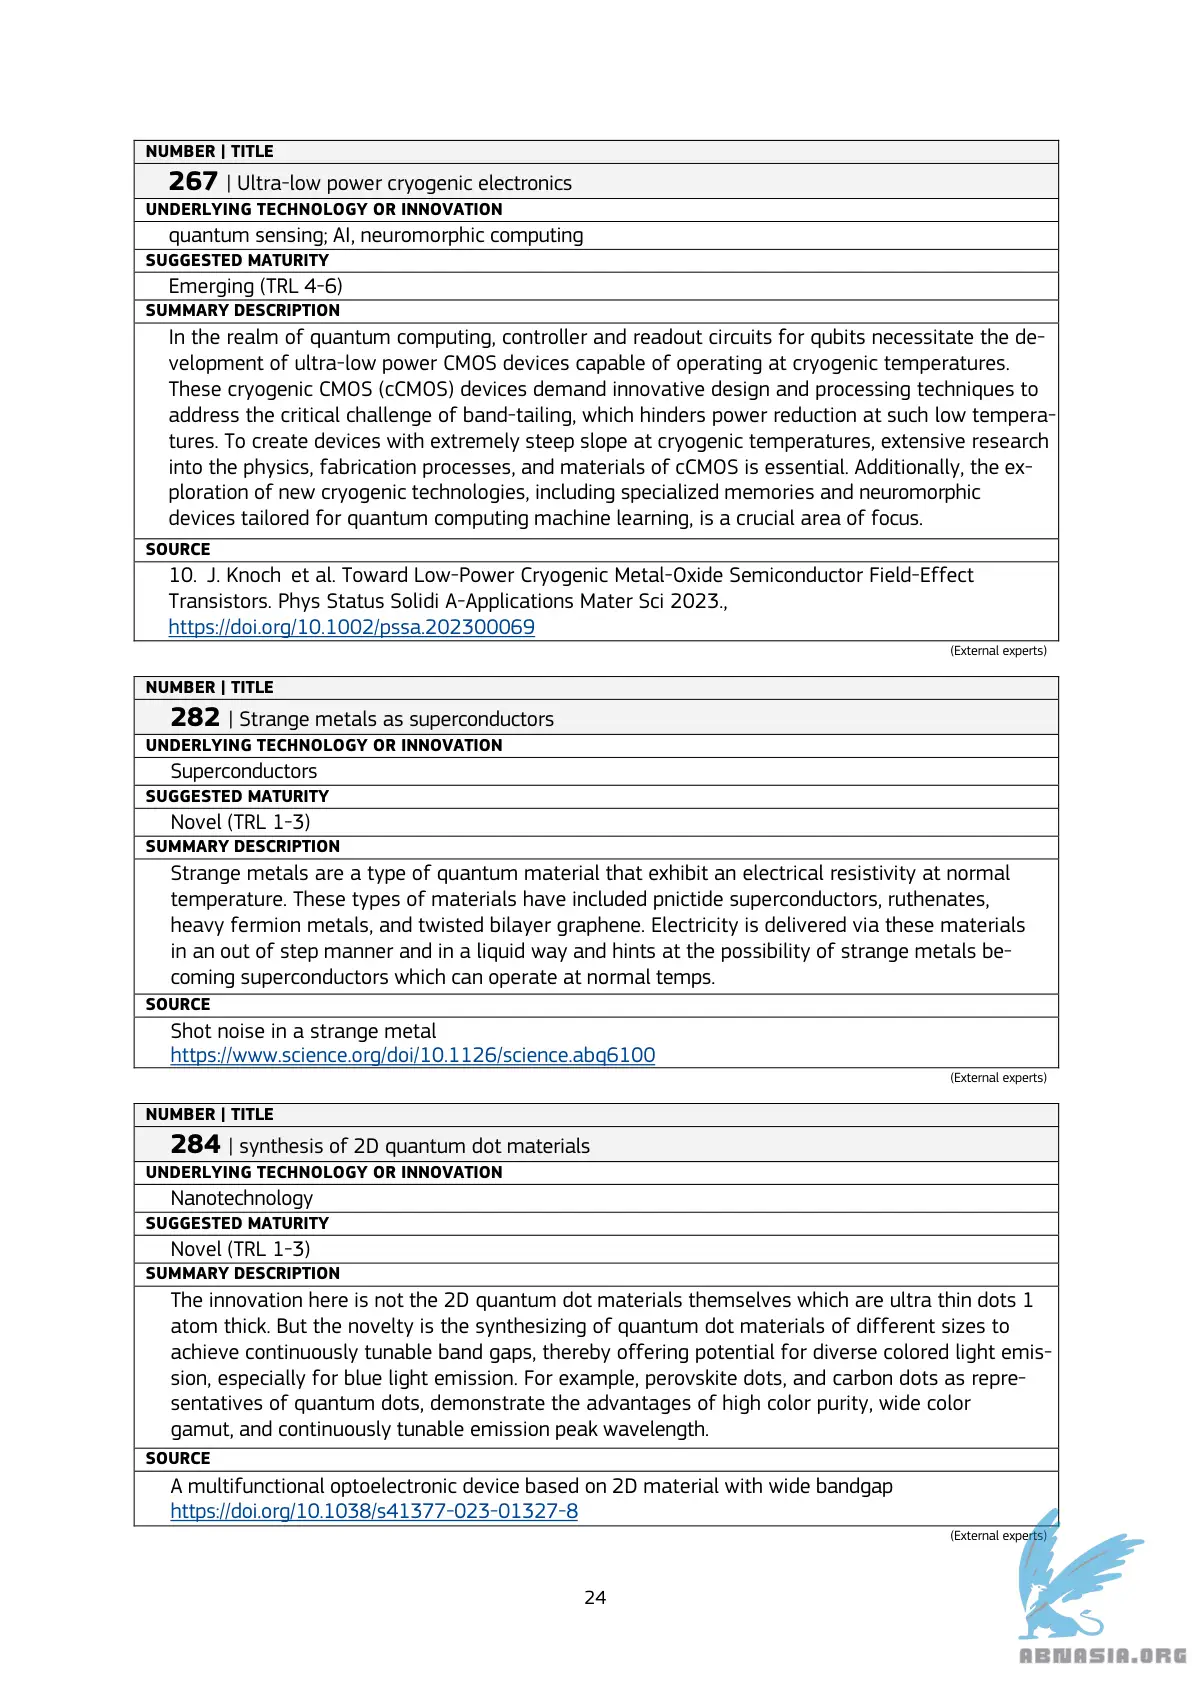 NUMBER | TITLE
267 | Ultra-low power cryogenic electronics
UNDERLYING TECHNOLOGY OR INNOVATION
quantum sensing; AI, neuromorphic computing
SUGGESTED MATURITY
Emerging (TRL 4-6)
SUMMARY DESCRIPTION
In the realm of quantum computing, controller and readout circuits for qubits necessitate the de-
velopment of ultra-low power CMOS devices capable of operating at cryogenic temperatures.
These cryogenic CMOS (cCMOS) devices demand innovative design and processing techniques to
address the critical challenge of band-tailing, which hinders power reduction at such low tempera-
tures. To create devices with extremely steep slope at cryogenic temperatures, extensive research
into the physics, fabrication processes, and materials of cCMOS is essential. Additionally, the ex-
ploration of new cryogenic technologies, including specialized memories and neuromorphic
devices tailored for quantum computing machine learning, is a crucial area of focus.
SOURCE
10. J. Knoch et al. Toward Low-Power Cryogenic Metal-Oxide Semiconductor Field-Effect
Transistors. Phys Status Solidi A-Applications Mater Sci 2023.,
https://doi.org/10.1002/pssa.202300069
(External experts)
NUMBER | TITLE
282 | Strange metals as superconductors
UNDERLYING TECHNOLOGY OR INNOVATION
Superconductors
SUGGESTED MATURITY
Novel (TRL 1-3)
SUMMARY DESCRIPTION
Strange metals are a type of quantum material that exhibit an electrical resistivity at normal
temperature. These types of materials have included pnictide superconductors, ruthenates,
heavy fermion metals, and twisted bilayer graphene. Electricity is delivered via these materials
in an out of step manner and in a liquid way and hints at the possibility of strange metals be-
coming superconductors which can operate at normal temps.
SOURCE
Shot noise in a strange metal
https://www.science.org/doi/10.1126/science.abq6100
(External experts)
NUMBER | TITLE
284 | synthesis of 2D quantum dot materials
UNDERLYING TECHNOLOGY OR INNOVATION
Nanotechnology
SUGGESTED MATURITY
Novel (TRL 1-3)
SUMMARY DESCRIPTION
The innovation here is not the 2D quantum dot materials themselves which are ultra thin dots 1
atom thick. But the novelty is the synthesizing of quantum dot materials of different sizes to
achieve continuously tunable band gaps, thereby offering potential for diverse colored light emis-
sion, especially for blue light emission. For example, perovskite dots, and carbon dots as repre-
sentatives of quantum dots, demonstrate the advantages of high color purity, wide color
gamut, and continuously tunable emission peak wavelength.
SOURCE
A multifunctional optoelectronic device based on 2D material with wide bandgap
https://doi.org/10.1038/s41377-023-01327-8
(External experts)
24
ABNASIA.ORG